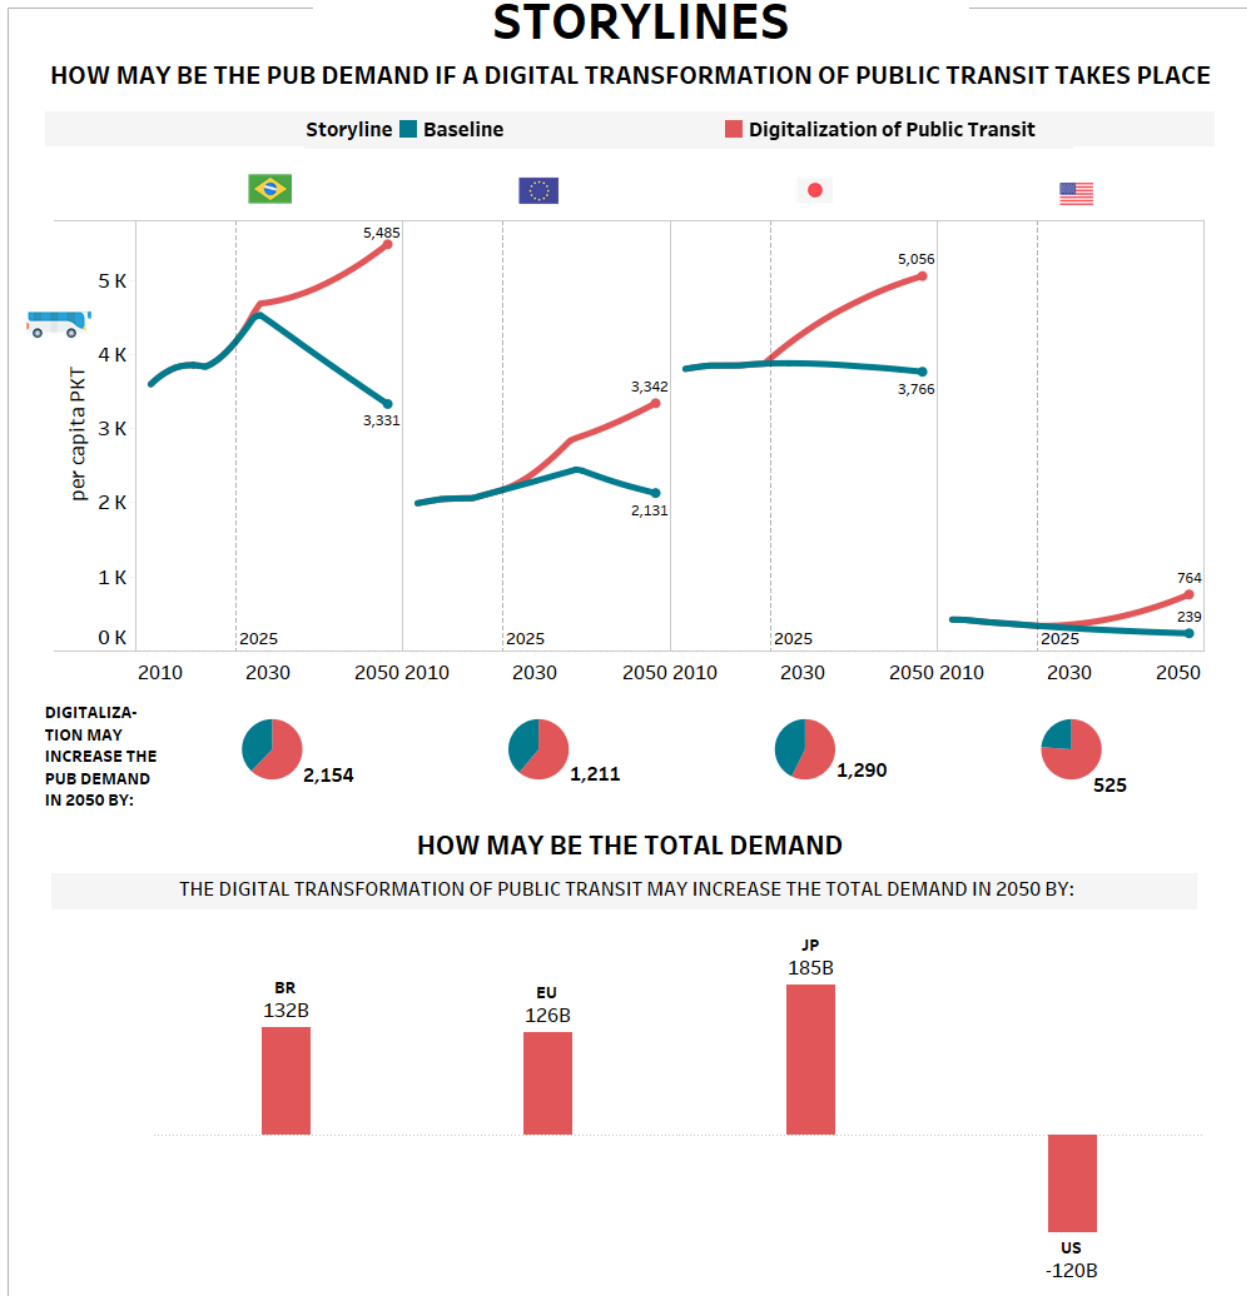 STORYLINES
HOW MAY BE THE PUB DEMAND IF A DIGITAL TRANSFORMATION OF PUBLIC TRANSIT TAKES PLACE
Storyline Baseline Digitalization of Public Transit
per capita PKT
5 K
4 K
3 K
2 K
1 K
0 K
5,485
3,331
2025
3,342
2,131
2025
5,056
3,766
2025
764
239
2025
2010 2030 2050 2010 2030 2050 2010 2030 2050 2010 2030 2050
DIGITALIZA-
TION MAY
INCREASE THE
PUB DEMAND
IN 2050 BY:
2,154
1,211
1,290
525
HOW MAY BE THE TOTAL DEMAND
THE DIGITAL TRANSFORMATION OF PUBLIC TRANSIT MAY INCREASE THE TOTAL DEMAND IN 2050 BY:
BR
132B
EU
126B
JP
185B
US
-120B